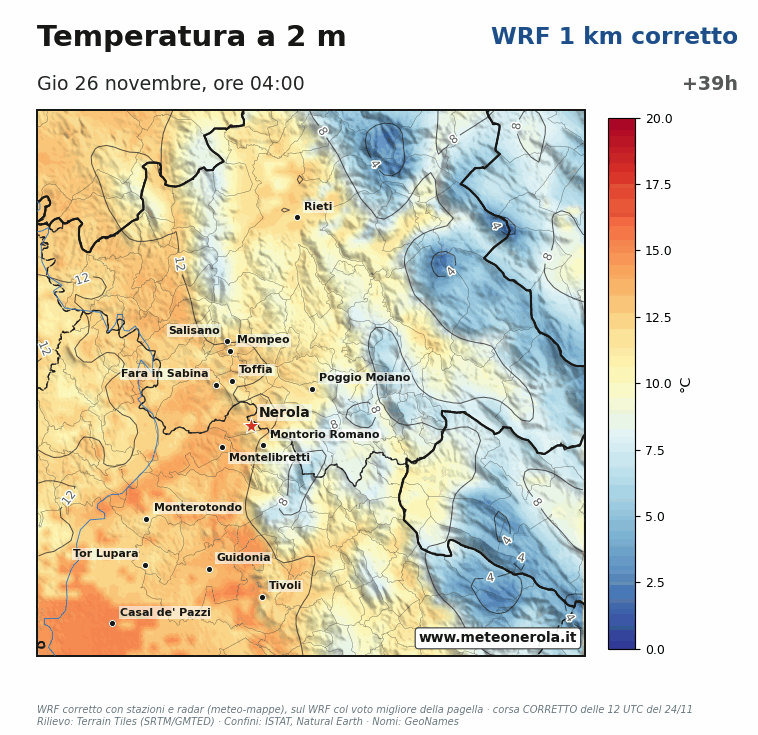 Temperatura a 2 m
WRF 1 km corretto
Gio 26 novembre, ore 04:00
+39h
8
8
8
4
Rieti
4
12
8
12
4
12
Salisano
Mompeo
Toffia
Fara in Sabina
Poggio Moiano
Nerola
8
8
Montorio Romano
Montelibretti
12
8
8
Monterotondo
4
Tor Lupara
Guidonia
4
4
Tivoli
Casal de' Pazzi
4
www.meteonerola.it
20.0
17.5
15.0
12.5
10.0
7.5
5.0
2.5
0.0
°C
WRF corretto con stazioni e radar (meteo-mappe), sul WRF col voto migliore della pagella · corsa CORRETTO delle 12 UTC del 24/11
Rilievo: Terrain Tiles (SRTM/GMTED) · Confini: ISTAT, Natural Earth · Nomi: GeoNames